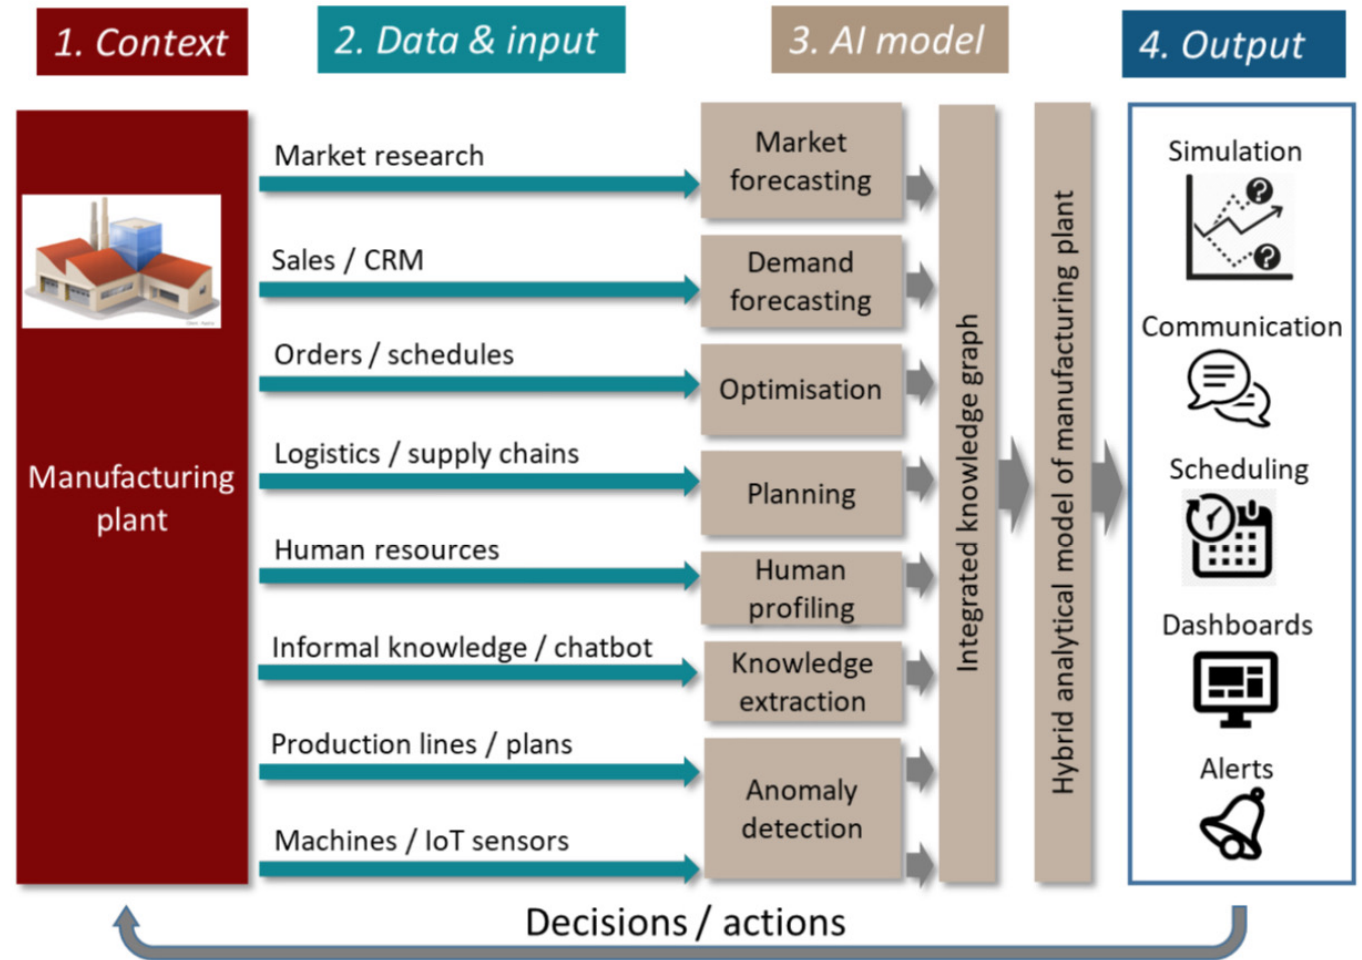 1. Context
2. Data & input
3. AI model
4. Output
Manufacturing
plant
Market research
Sales / CRM
Orders / schedules
Logistics / supply chains
Human resources
Informal knowledge / chatbot
Production lines / plans
Machines / IoT sensors
Market
forecasting
Demand
forecasting
Optimisation
Planning
Human
profiling
Knowledge
extraction
Anomaly
detection
Integrated knowledge graph
Hybrid analytical model of manufacturing plant
Simulation
?
?
Communication
Scheduling
Dashboards
Alerts
Decisions / actions